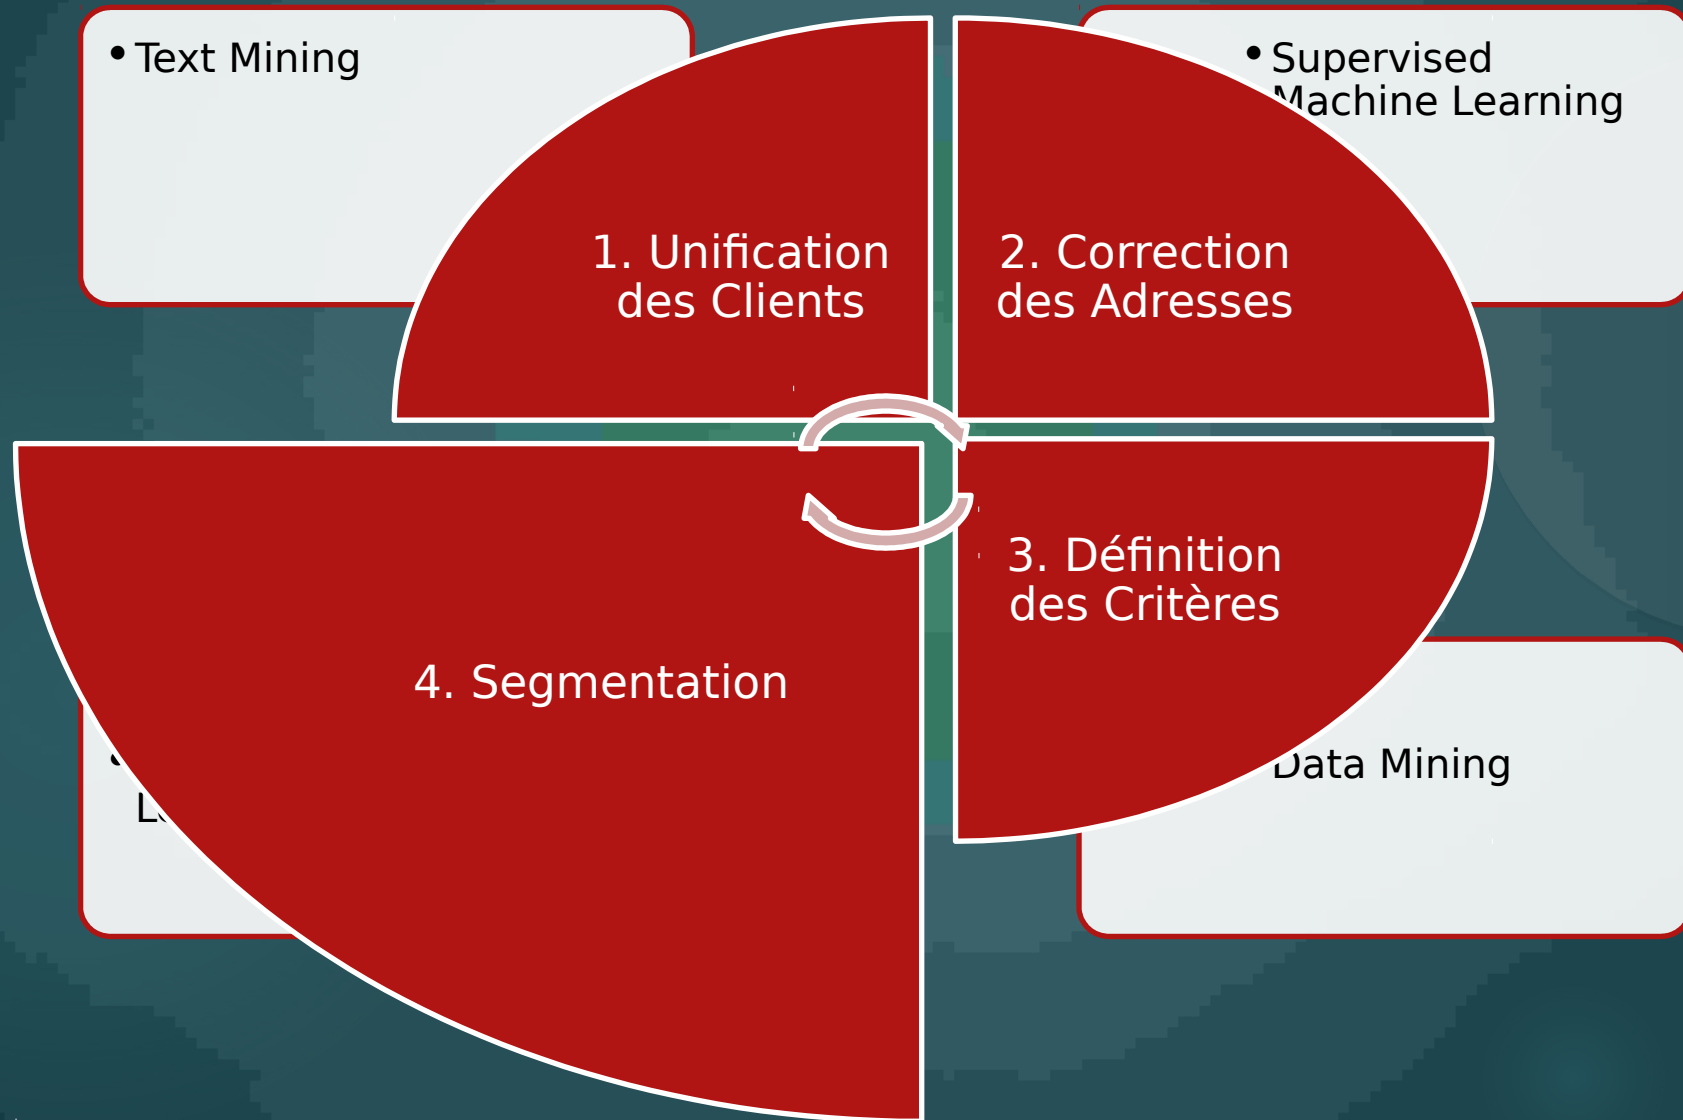 • Text Mining
• Supervised
Machine Learning
1. Unification
des Clients
2. Correction
des Adresses
3. Définition
des Critères
4. Segmentation
Data Mining